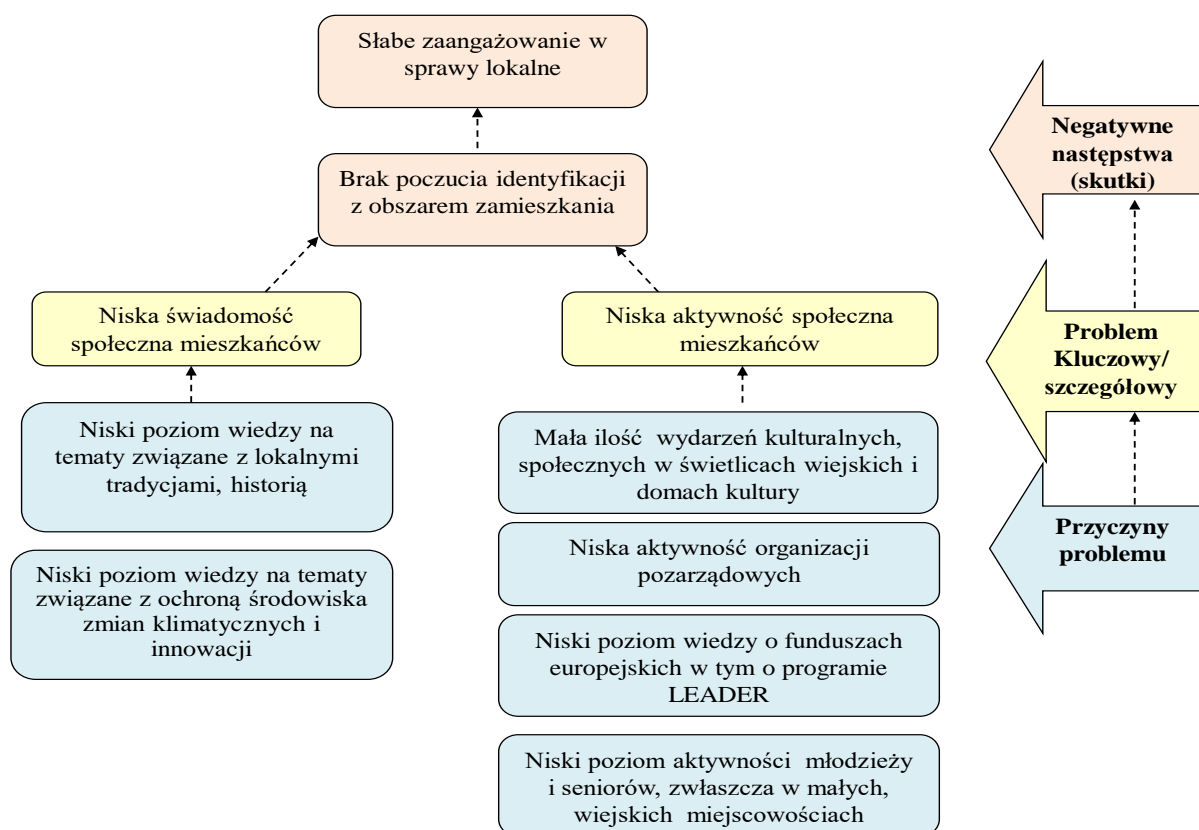 Słabe zaangażowanie w
sprawy lokalne
Brak poczucia identyfikacji
z obszarem zamieszkania
Niska świadomość
społeczna mieszkańców
Niski poziom wiedzy na
tematy związane z lokalnymi
tradycjami, historią
Niski poziom wiedzy na tematy
związane z ochroną środowiska
zmian klimatycznych i
innowacji
Niska aktywność społeczna
mieszkańców
Mała ilość wydarzeń kulturalnych,
społecznych w świetlicach wiejskich i
domach kultury
Niska aktywność organizacji
pozarządowych
Niski poziom wiedzy o funduszach
europejskich w tym o programie
LEADER
Niski poziom aktywności młodzieży
i seniorów, zwłaszcza w małych,
wiejskich miejscowościach
Negatywne
następstwa
(skutki)
Problem
Kluczowy/
szczegółowy
Przyczyny
problemu